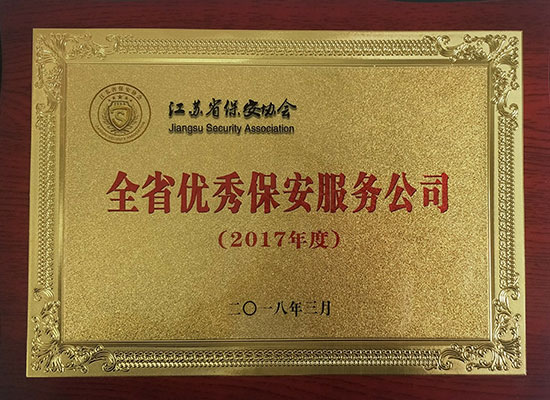 江苏省保安协会
Jiangsu Security Association
全省优秀保安服务公司
（2017年度）
二〇一八年三月